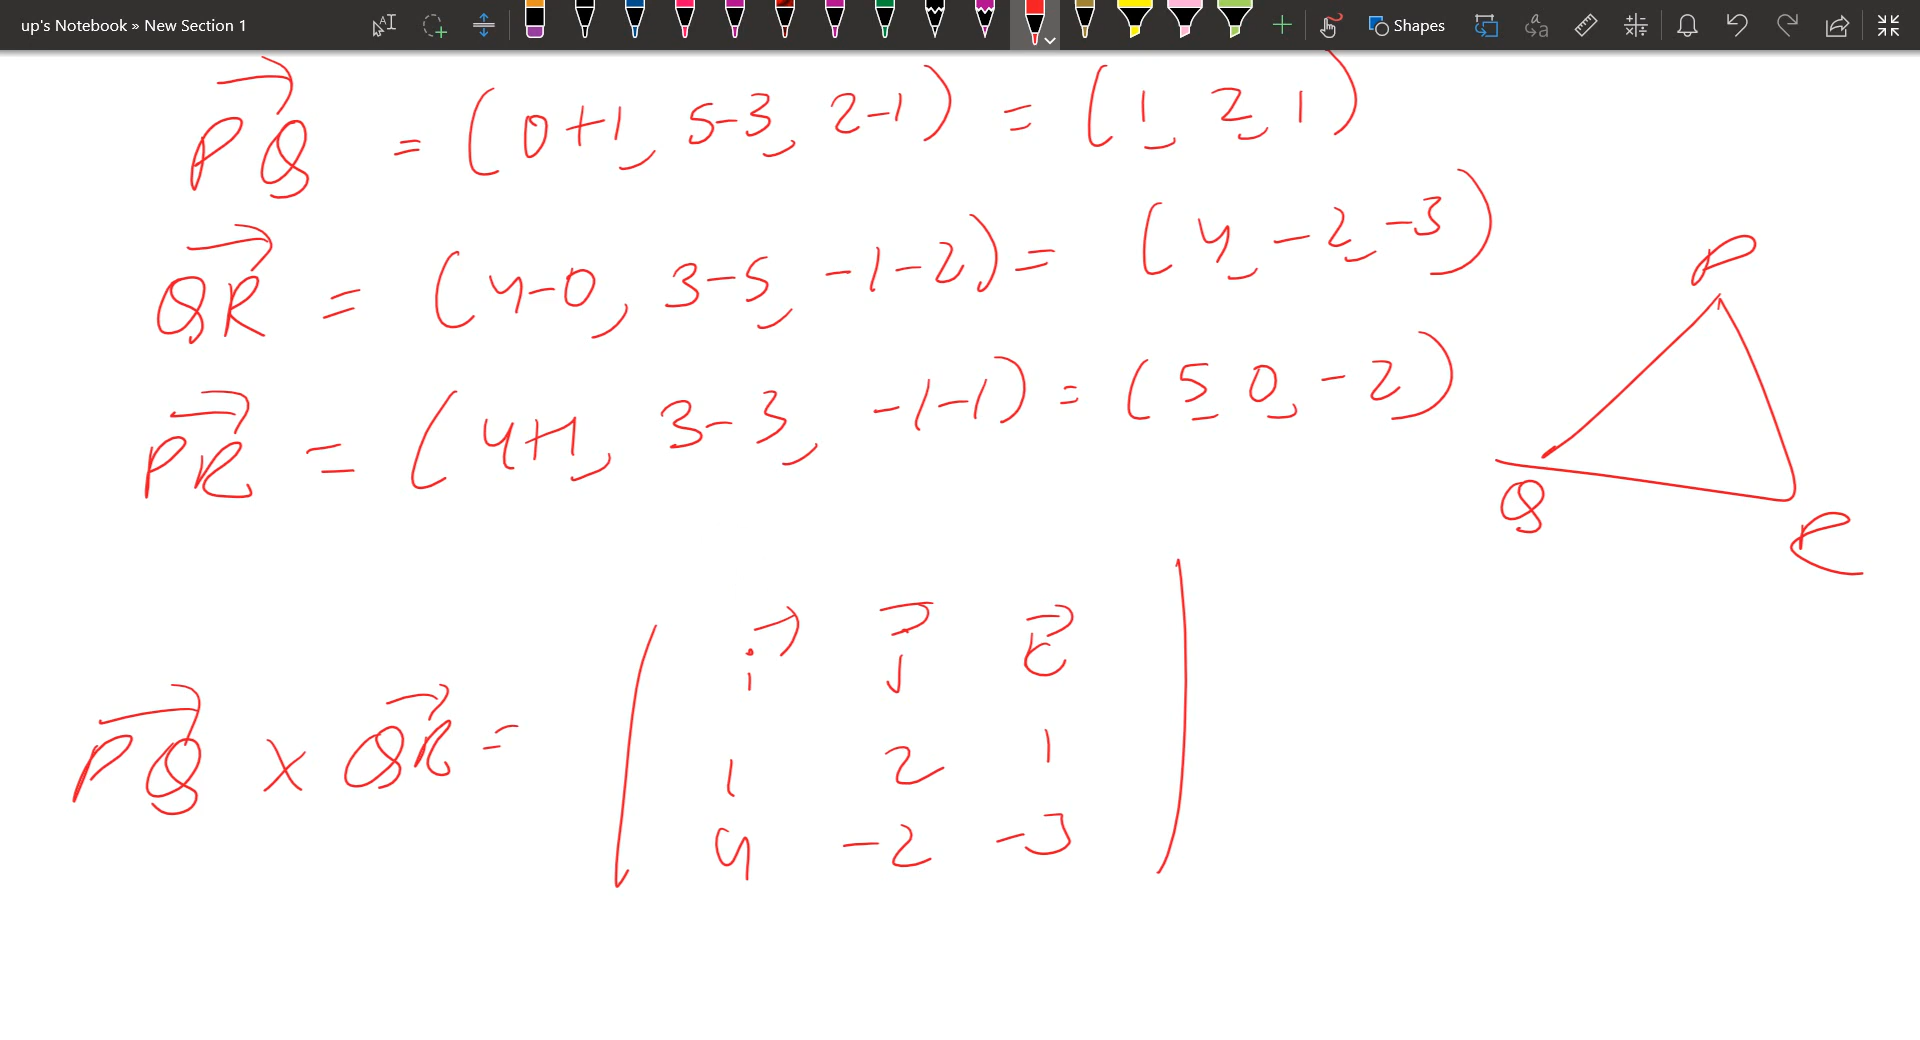 up's Notebook » New Section 1
Shapes
PQ = (0+1, 5-3, 2-1) = (1, 2, 1)
QR = (4-0, 3-5, -1-2) = (4, -2, -3)
PR = (4+1, 3-3, -1-1) = (5, 0, -2)
P
Q
R
i j k
PQ × QR =
1 2 1
4 -2 -3